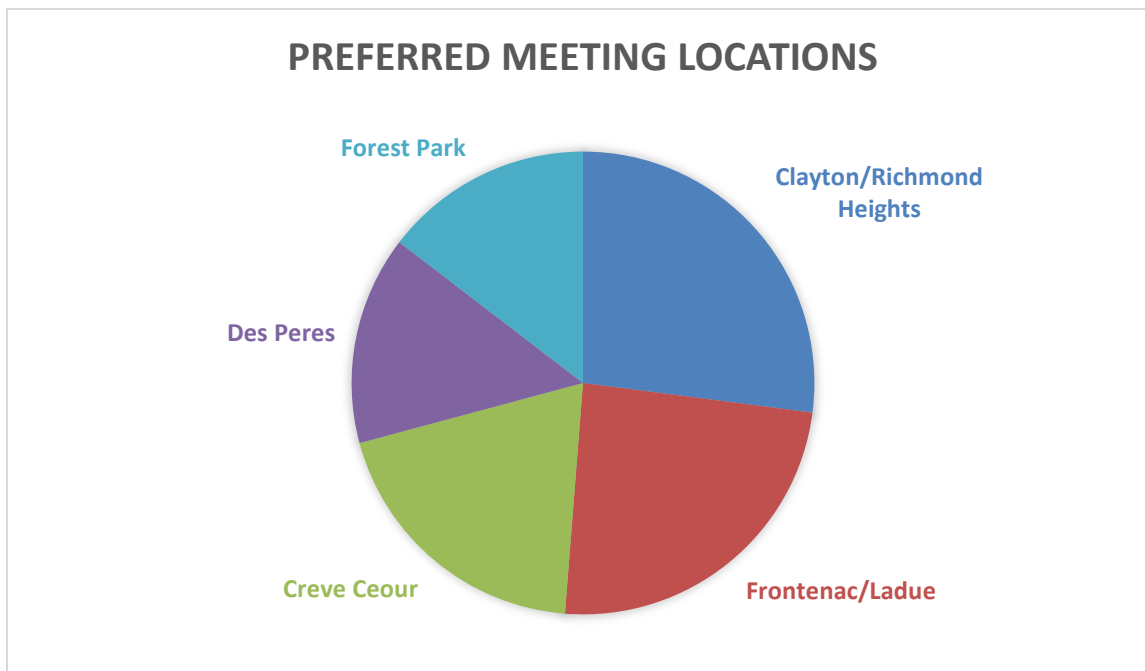 PREFERRED MEETING LOCATIONS
Forest Park
Clayton/Richmond
Heights
Des Peres
Creve Ceour
Frontenac/Ladue